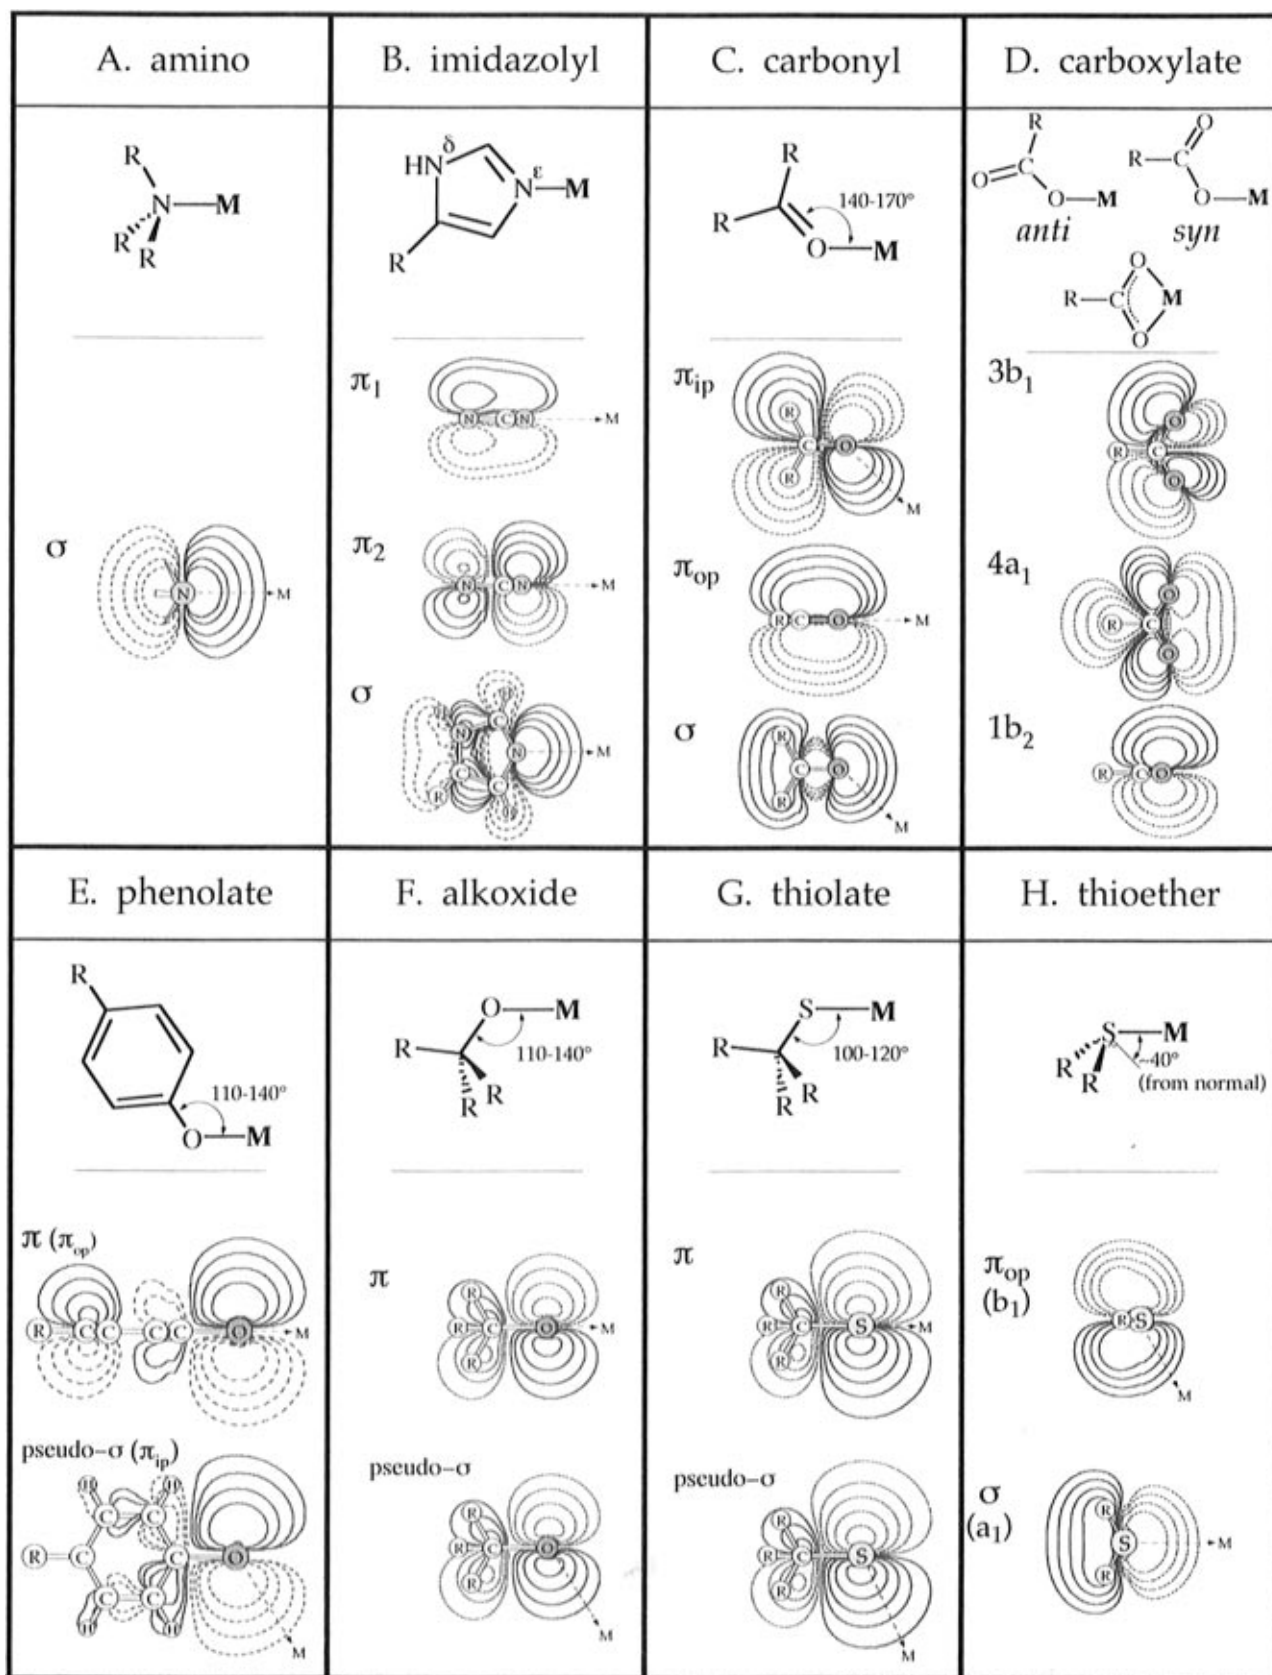 A. amino
B. imidazolyl
C. carbonyl
D. carboxylate
R
N
M
R
R
HN
δ
N
ε
M
R
R
R
140-170°
O
M
R
O
C
O
M
anti
R
O
C
O
M
syn
R
C
O
O
M
σ
N
M
π1
N
C
N
M
π2
N
C
N
M
σ
H
H
N
C
N
C
C
R
H
M
πip
R
R
C
O
M
πop
R
C
O
M
σ
R
R
C
O
M
3b1
R
C
O
O
4a1
R
C
O
O
1b2
R
C
O
E. phenolate
F. alkoxide
G. thiolate
H. thioether
R
110-140°
O
M
R
O
M
110-140°
R
R
R
S
M
100-120°
R
R
S
M
~40°
(from normal)
R
R
π (πop)
R
C
C
C
C
O
M
pseudo-σ (πip)
H
H
C
C
R
C
C
O
C
C
H
H
M
π
R
R
C
O
M
R
pseudo-σ
R
R
C
O
R
M
π
R
R
C
S
M
R
pseudo-σ
R
R
C
S
R
M
πop
(b1)
R
S
M
σ
(a1)
R
S
M
R